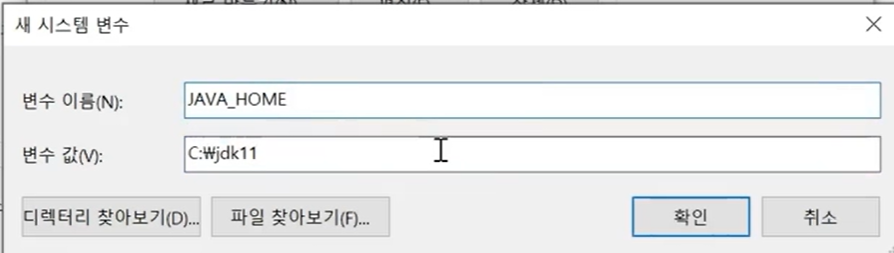 새 시스템 변수
변수 이름(N):
JAVA_HOME
변수 값(V):
C:₩jdk11
디렉터리 찾아보기(D)...
파일 찾아보기(F)...
확인
취소